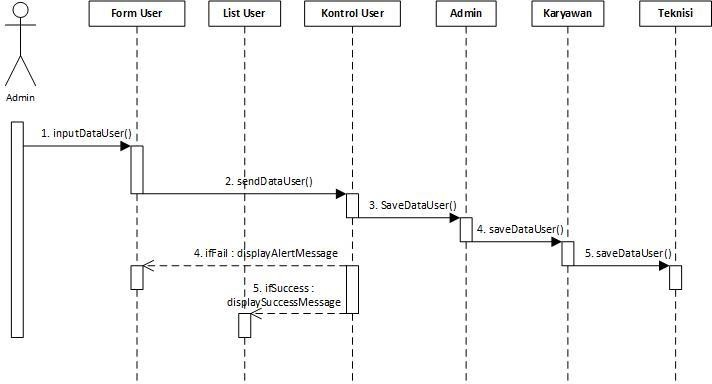 Form User
List User
Kontrol User
Admin
Karyawan
Teknisi
Admin
1. inputDataUser()
2. sendDataUser()
3. SaveDataUser()
4. saveDataUser()
5. saveDataUser()
4. ifFail : displayAlertMessage
5. ifSuccess :
displaySuccessMessage